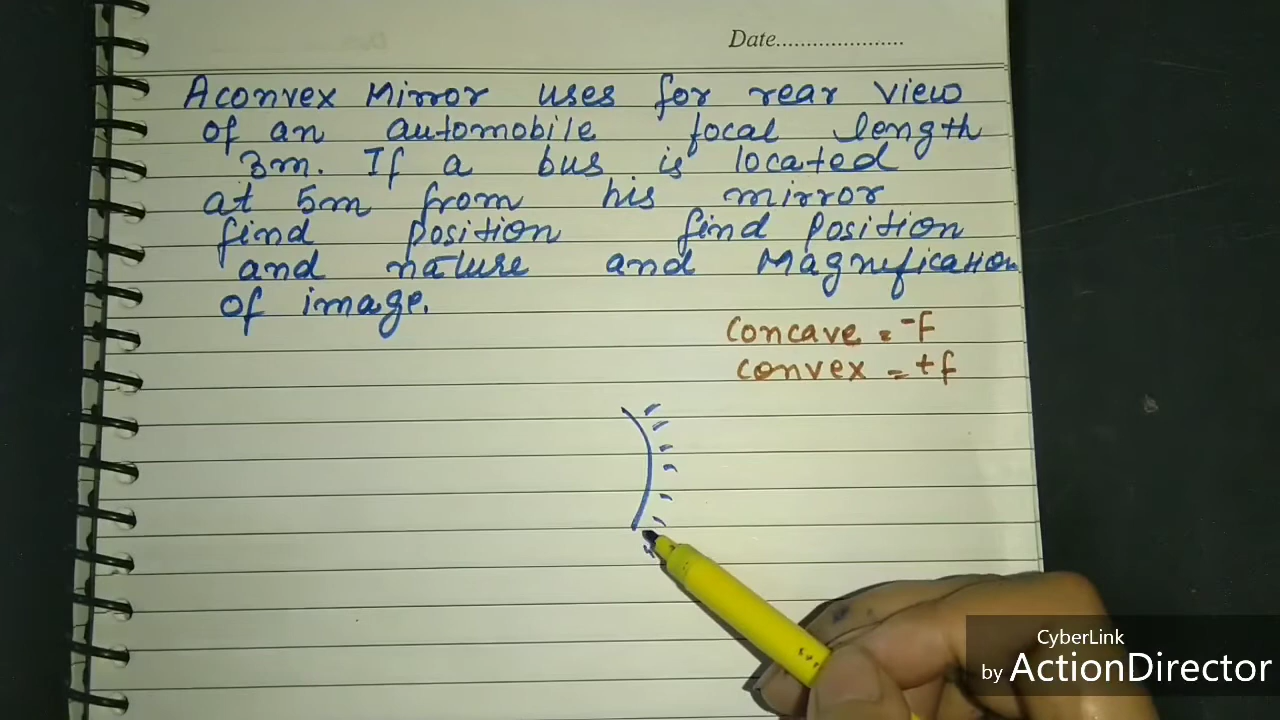 Date.....................
Aconvex Mirror uses for rear view
of an automobile focal length
3m. If a bus is located
at 5m from his mirror
find position find position
and nature and Magnification
of image.
Concave = -f
convex = +f
CyberLink
by ActionDirector